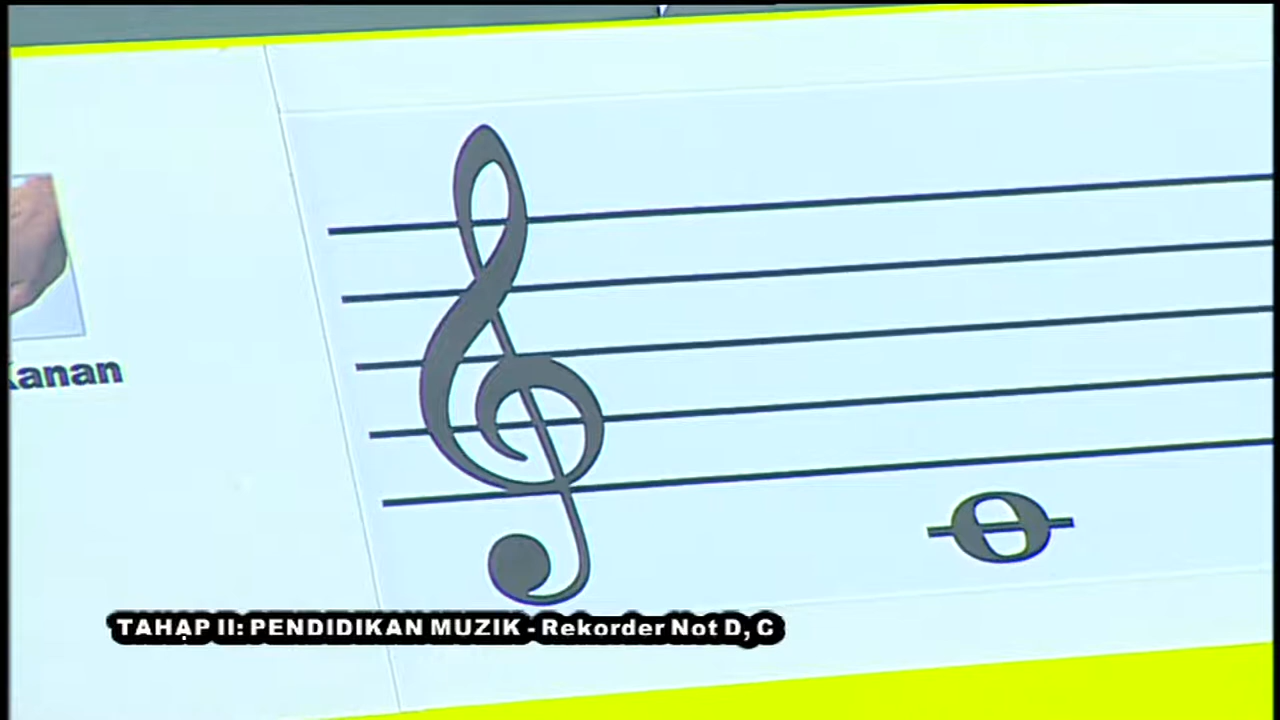 Kanan
TAHAP II: PENDIDIKAN MUZIK - Rekorder Not D, C